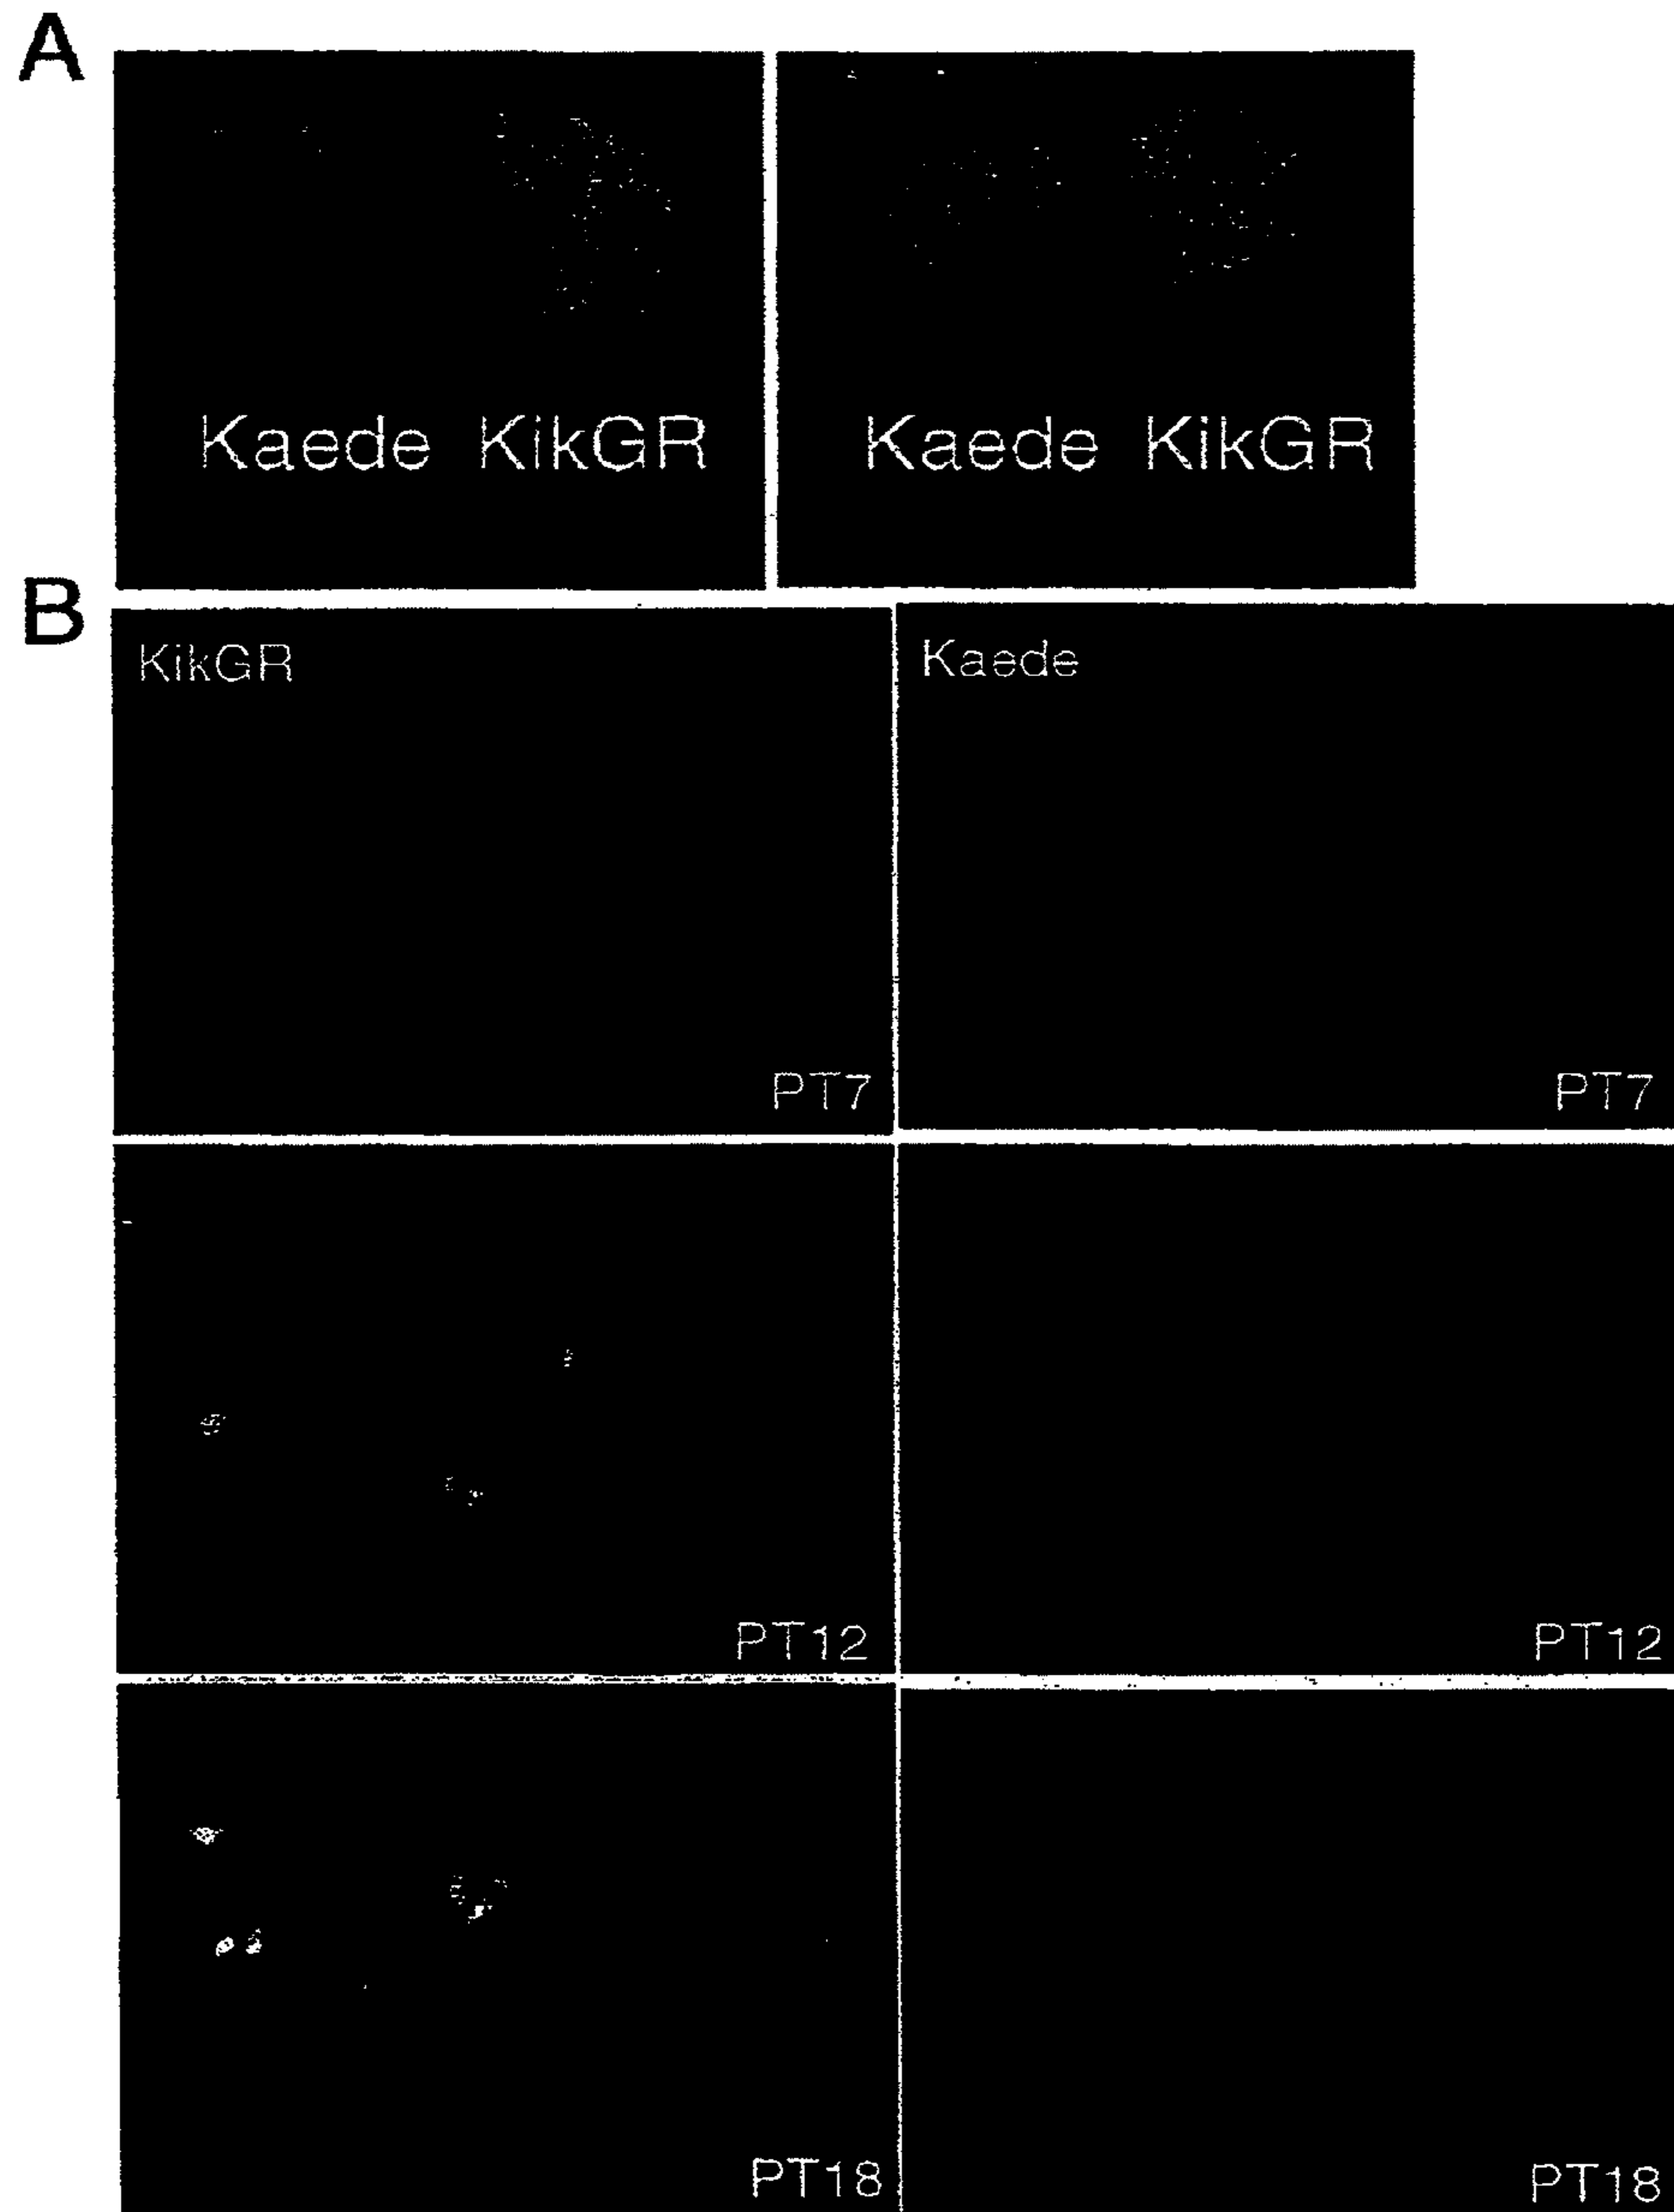 A
Kaede KikGR
Kaede KikGR
B
KikGR
Kaede
PT7
PT7
PT12
PT12
PT18
PT18